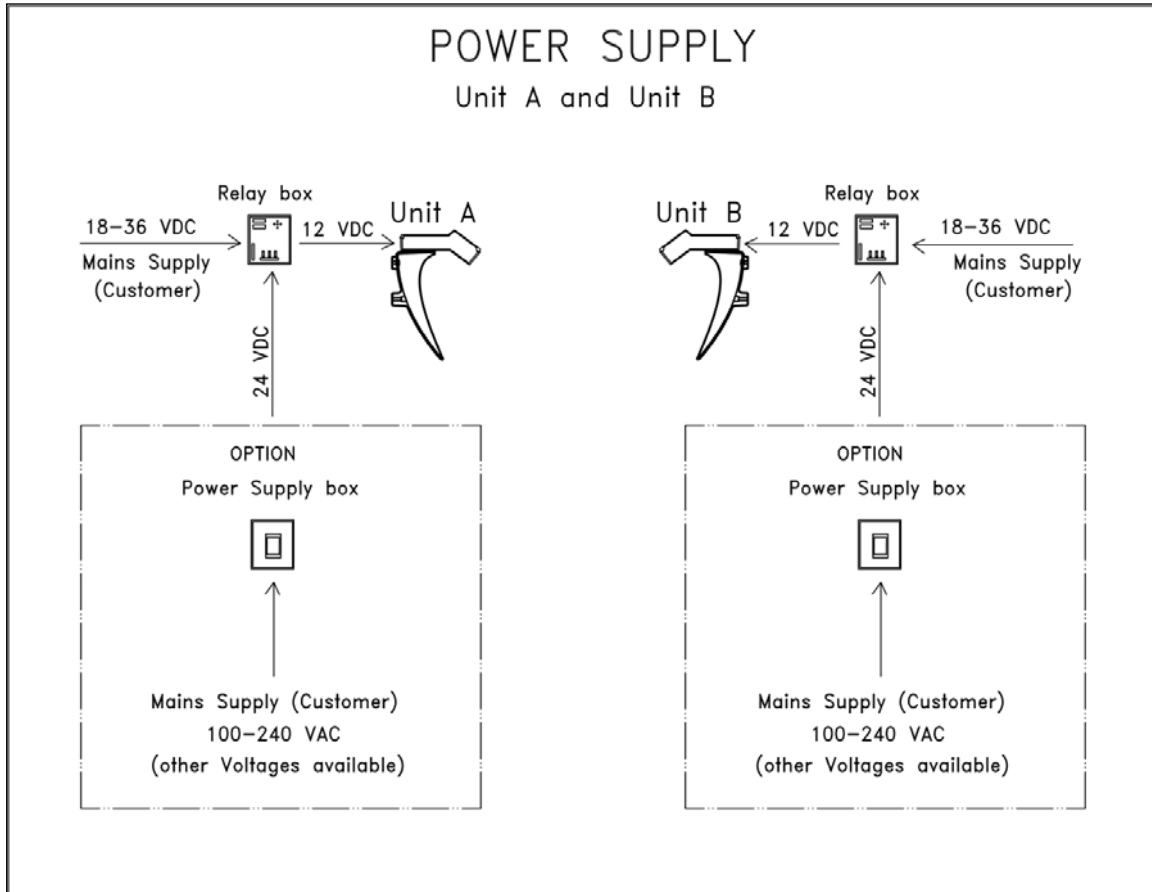 POWER SUPPLY
Unit A and Unit B
Relay box
18-36 VDC
12 VDC
Unit A
Mains Supply
(Customer)
24 VDC
OPTION
Power Supply box
Mains Supply (Customer)
100-240 VAC
(other Voltages available)
Unit B
12 VDC
Relay box
18-36 VDC
Mains Supply
(Customer)
24 VDC
OPTION
Power Supply box
Mains Supply (Customer)
100-240 VAC
(other Voltages available)